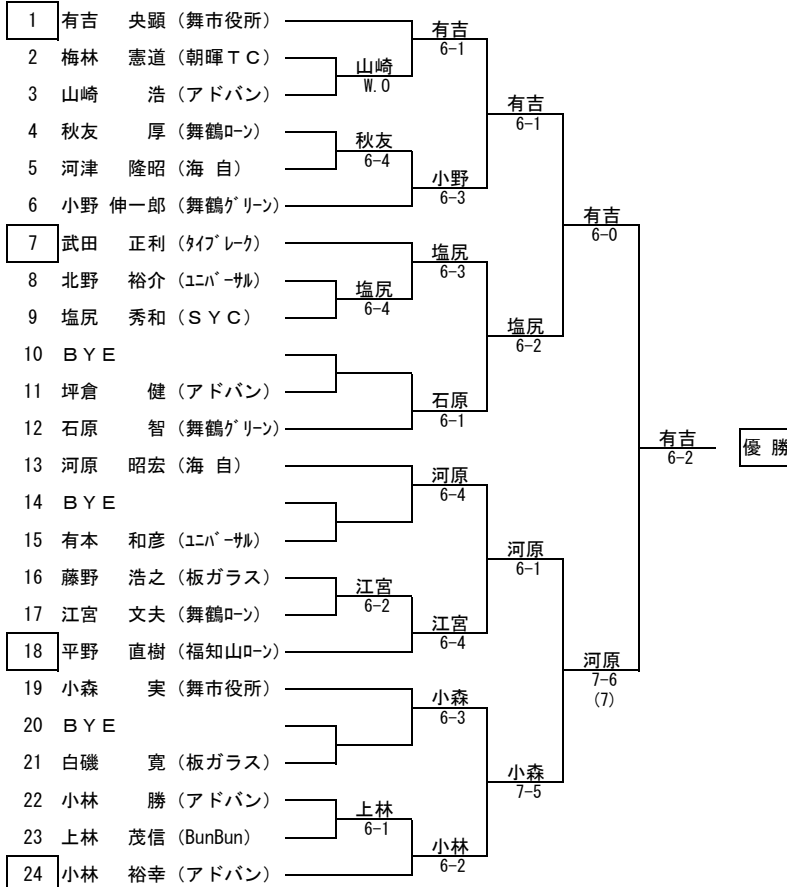 1 有吉 央顕 (舞市役所)
有吉
6-1
2 梅林 憲道 (朝暉TC)
山崎
W.O
3 山崎 浩 (アドバン)
有吉
6-1
4 秋友 厚 (舞鶴ローン)
秋友
6-4
5 河津 隆昭 (海 自)
小野
6-3
6 小野 伸一郎 (舞鶴グリーン)
有吉
6-0
7 武田 正利 (タイブレーク)
塩尻
6-3
8 北野 裕介 (ユニバーサル)
塩尻
6-4
9 塩尻 秀和 (SYC)
塩尻
6-2
10 BYE
11 坪倉 健 (アドバン)
石原
6-1
12 石原 智 (舞鶴グリーン)
有吉
6-2
優 勝
13 河原 昭宏 (海 自)
河原
6-4
14 BYE
15 有本 和彦 (ユニバーサル)
河原
6-1
16 藤野 浩之 (板ガラス)
江宮
6-2
17 江宮 文夫 (舞鶴ローン)
江宮
6-4
18 平野 直樹 (福知山ローン)
河原
7-6
(7)
19 小森 実 (舞市役所)
小森
6-3
20 BYE
21 白磯 寛 (板ガラス)
小森
7-5
22 小林 勝 (アドバン)
上林
6-1
23 上林 茂信 (BunBun)
小林
6-2
24 小林 裕幸 (アドバン)